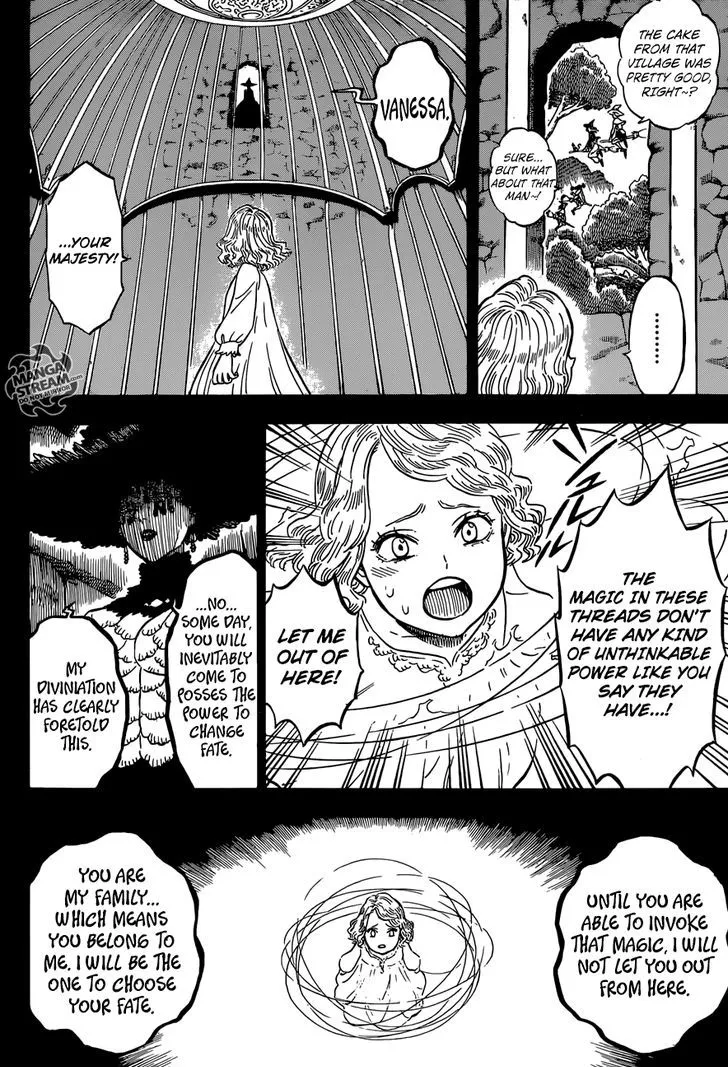 THE CAKE
FROM THAT
VILLAGE WAS
PRETTY GOOD,
RIGHT~?
SURE...
BUT WHAT
ABOUT THAT
MAN~!
.......
VANESSA.
...YOUR
MAJESTY!
MANGA
STREAM.com
THE
MAGIC IN THESE
THREADS DON'T
HAVE ANY KIND
OF UNTHINKABLE
POWER LIKE YOU
SAY THEY
HAVE...!
LET ME
OUT OF
HERE!
...NO...
SOME DAY,
YOU WILL
INEVITABLY
COME TO
POSSES THE
POWER TO
CHANGE
FATE.
MY
DIVINIATION
HAS CLEARLY
FORETOLD
THIS.
UNTIL YOU ARE
ABLE TO INVOKE
THAT MAGIC, I WILL
NOT LET YOU OUT
FROM HERE.
YOU ARE
MY FAMILY...
WHICH MEANS
YOU BELONG TO
ME. I WILL BE THE
ONE TO CHOOSE
YOUR FATE.